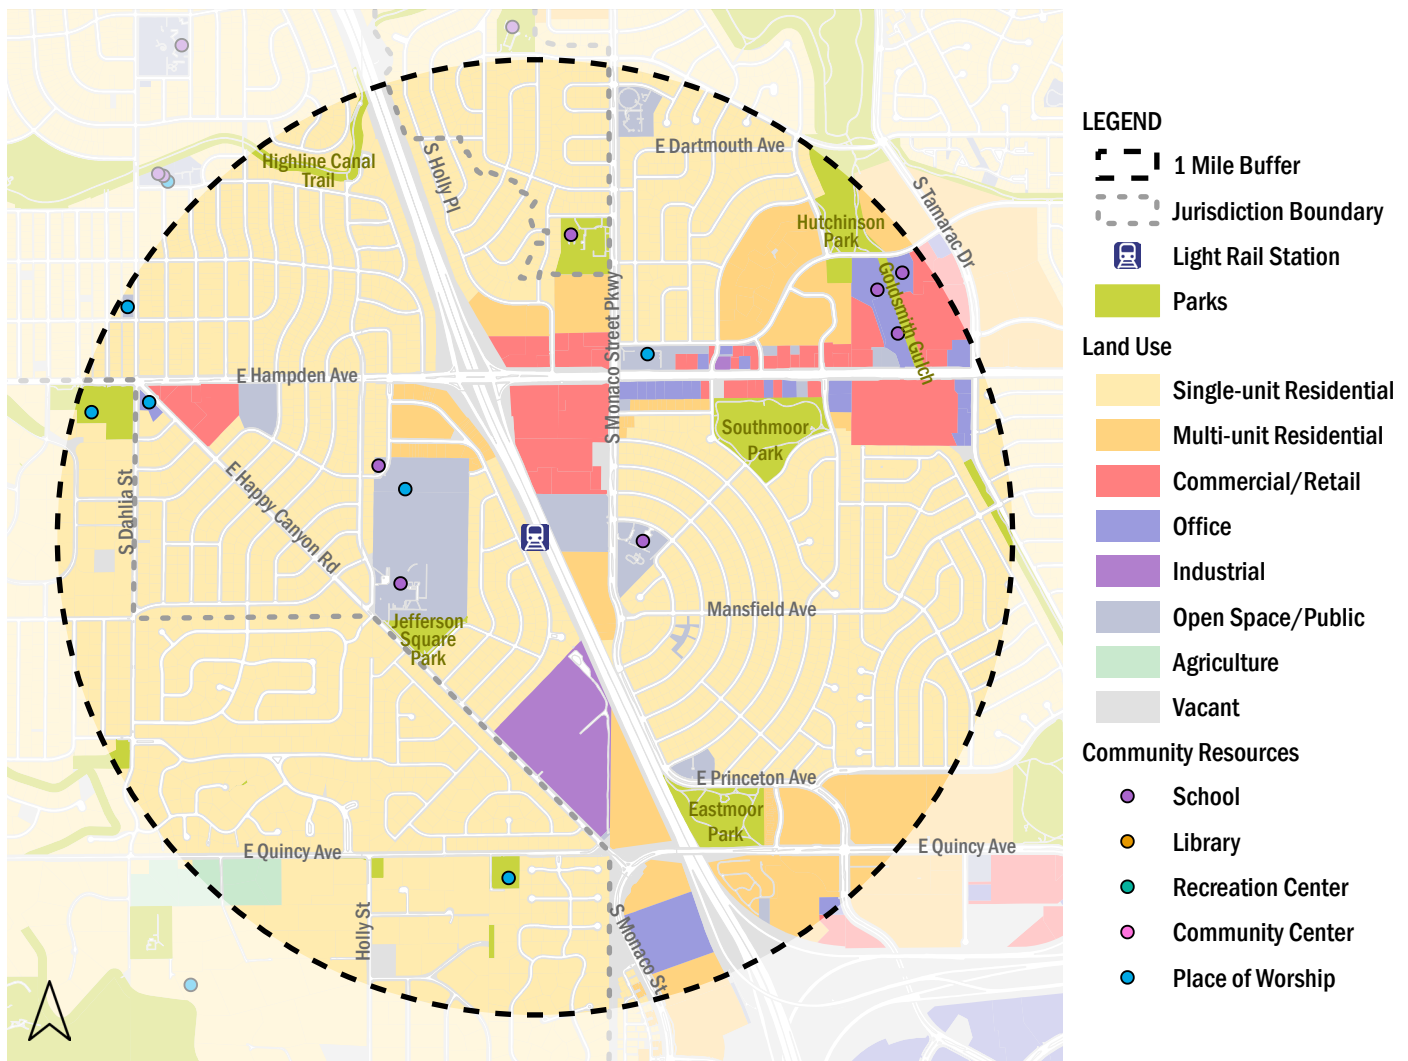 Highline Canal
Trail
S Holly Pl
E Dartmouth Ave
S Tamarac Dr
Hutchinson
Park
Goldsmith Gulch
S Monaco Street Pkwy
E Hampden Ave
Southmoor
Park
S Dahlia St
E Happy Canyon Rd
Mansfield Ave
Jefferson
Square
Park
E Princeton Ave
Eastmoor
Park
E Quincy Ave
E Quincy Ave
Holly St
S Monaco St
LEGEND
1 Mile Buffer
Jurisdiction Boundary
Light Rail Station
Parks
Land Use
Single-unit Residential
Multi-unit Residential
Commercial/Retail
Office
Industrial
Open Space/Public
Agriculture
Vacant
Community Resources
School
Library
Recreation Center
Community Center
Place of Worship